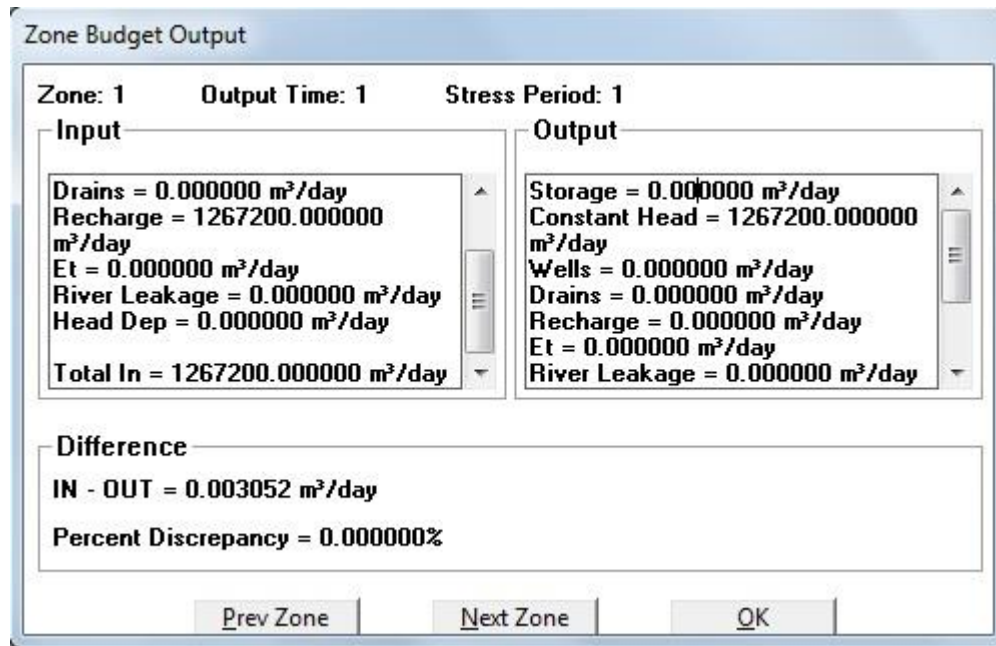 Zone Budget Output
Zone: 1 Output Time: 1 Stress Period: 1
Input
Drains = 0.000000 m³/day
Recharge = 1267200.000000
m³/day
Et = 0.000000 m³/day
River Leakage = 0.000000 m³/day
Head Dep = 0.000000 m³/day
Total In = 1267200.000000 m³/day
Output
Storage = 0.000000 m³/day
Constant Head = 1267200.000000
m³/day
Wells = 0.000000 m³/day
Drains = 0.000000 m³/day
Recharge = 0.000000 m³/day
Et = 0.000000 m³/day
River Leakage = 0.000000 m³/day
Difference
IN - OUT = 0.003052 m³/day
Percent Discrepancy = 0.000000%
Prev Zone Next Zone OK